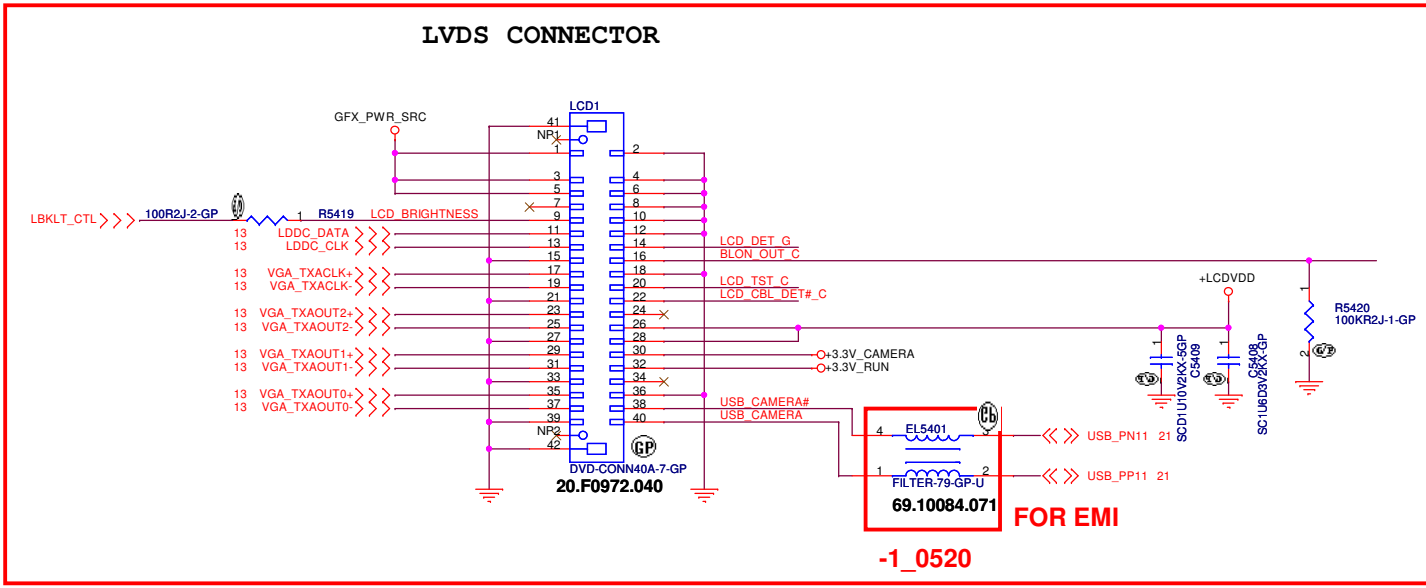 LVDS CONNECTOR
LCD1
GFX_PWR_SRC
41
NP1
1
2
3
4
5
6
7
8
LBKLT_CTL
100R2J-2-GP
1
R5419
LCD_BRIGHTNESS
9
10
13
LDDC_DATA
11
12
13
LDDC_CLK
13
14
LCD_DET_G
15
16
BLON_OUT_C
13
VGA_TXACLK+
17
18
13
VGA_TXACLK-
19
20
LCD_TST_C
21
22
LCD_CBL_DET#_C
13
VGA_TXAOUT2+
23
24
13
VGA_TXAOUT2-
25
26
27
28
13
VGA_TXAOUT1+
29
30
+3.3V_CAMERA
13
VGA_TXAOUT1-
31
32
+3.3V_RUN
33
34
13
VGA_TXAOUT0+
35
36
13
VGA_TXAOUT0-
37
38
USB_CAMERA#
39
40
USB_CAMERA
NP2
42
GP
DVD-CONN40A-7-GP
20.F0972.040
+LCDVDD
1
R5420
100KR2J-1-GP
2
1
C5409
SCD1U10V2KX-5GP
1
C5408
SC1U6D3V2KX-GP
4
EL5401
3
USB_PN11 21
1
2
USB_PP11 21
FILTER-79-GP-U
69.10084.071
FOR EMI
-1_0520